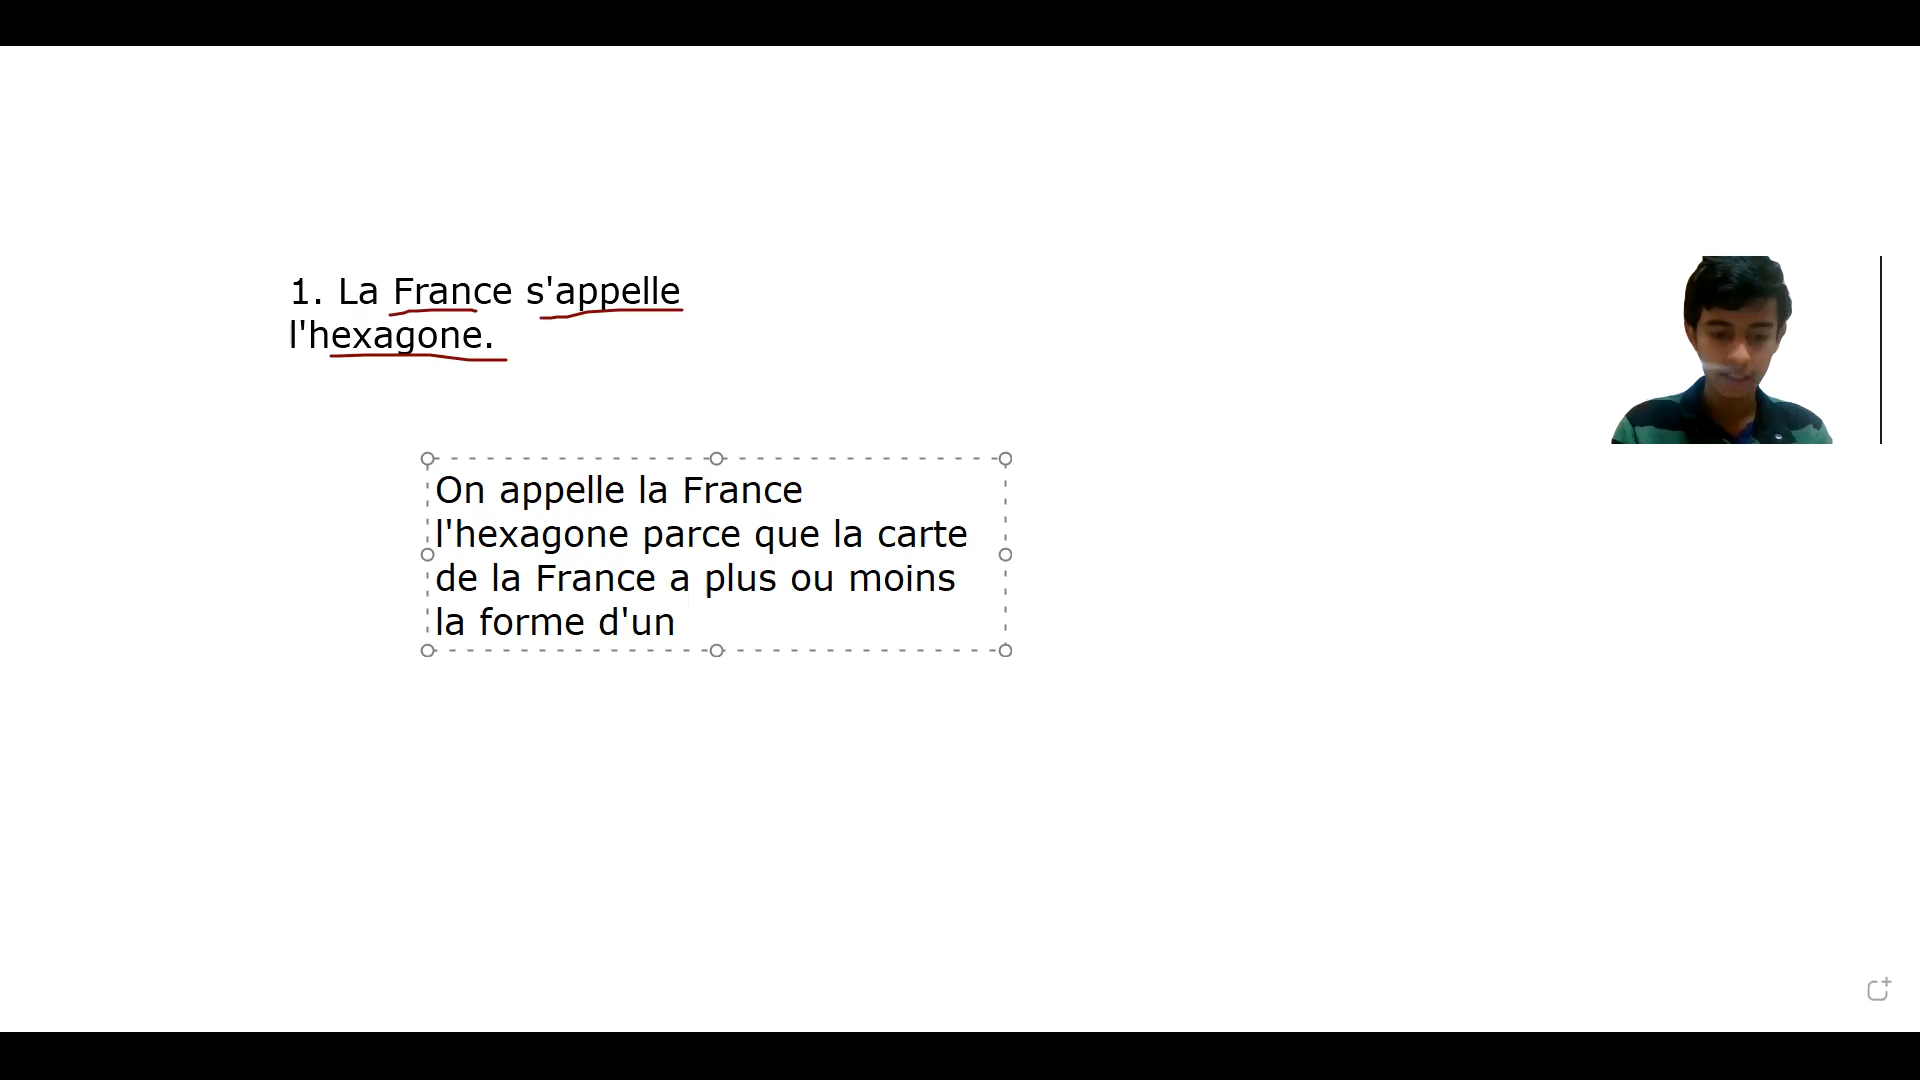 1. La France s'appelle
l'hexagone.
On appelle la France
l'hexagone parce que la carte
de la France a plus ou moins
la forme d'un